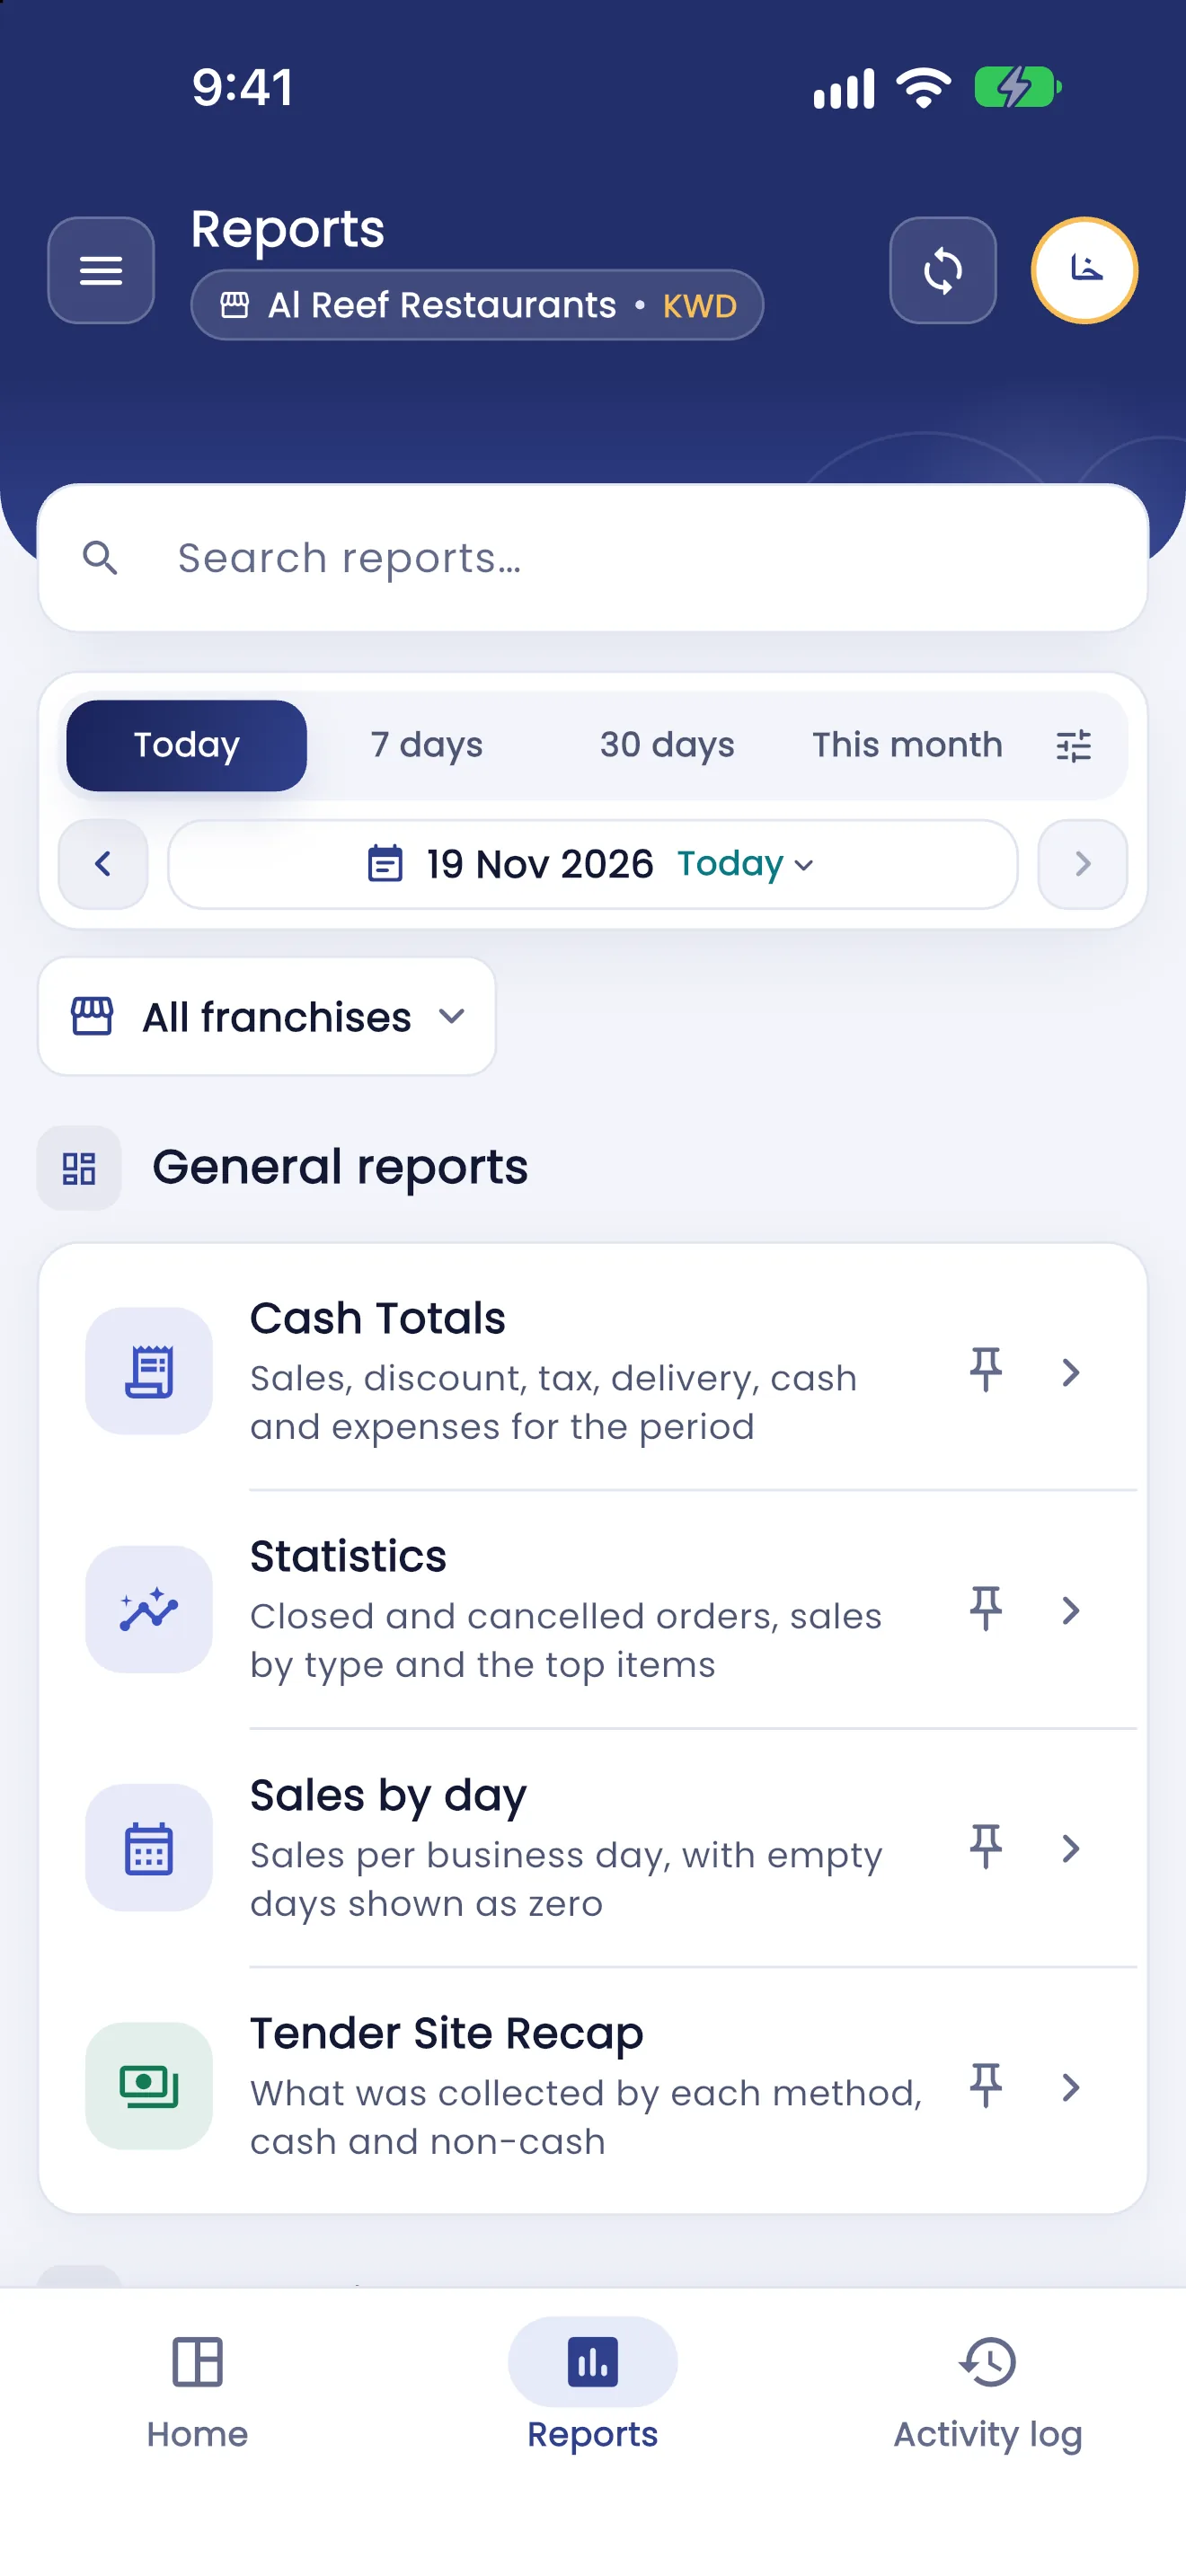 9:41
Reports
Al Reef Restaurants • KWD
Search reports...
Today
7 days
30 days
This month
19 Nov 2026 Today
All franchises
General reports
Cash Totals
Sales, discount, tax, delivery, cash
and expenses for the period
Statistics
Closed and cancelled orders, sales
by type and the top items
Sales by day
Sales per business day, with empty
days shown as zero
Tender Site Recap
What was collected by each method,
cash and non-cash
Home
Reports
Activity log